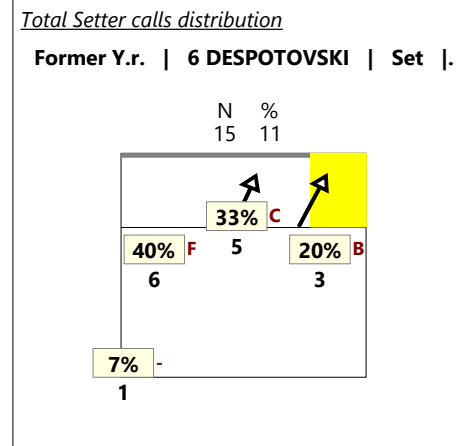 Total Setter calls distribution
Former Y.r. | 6 DESPOTOVSKI | Set |.
N %
15 11
33% C
5
40% F
6
20% B
3
7% -
1